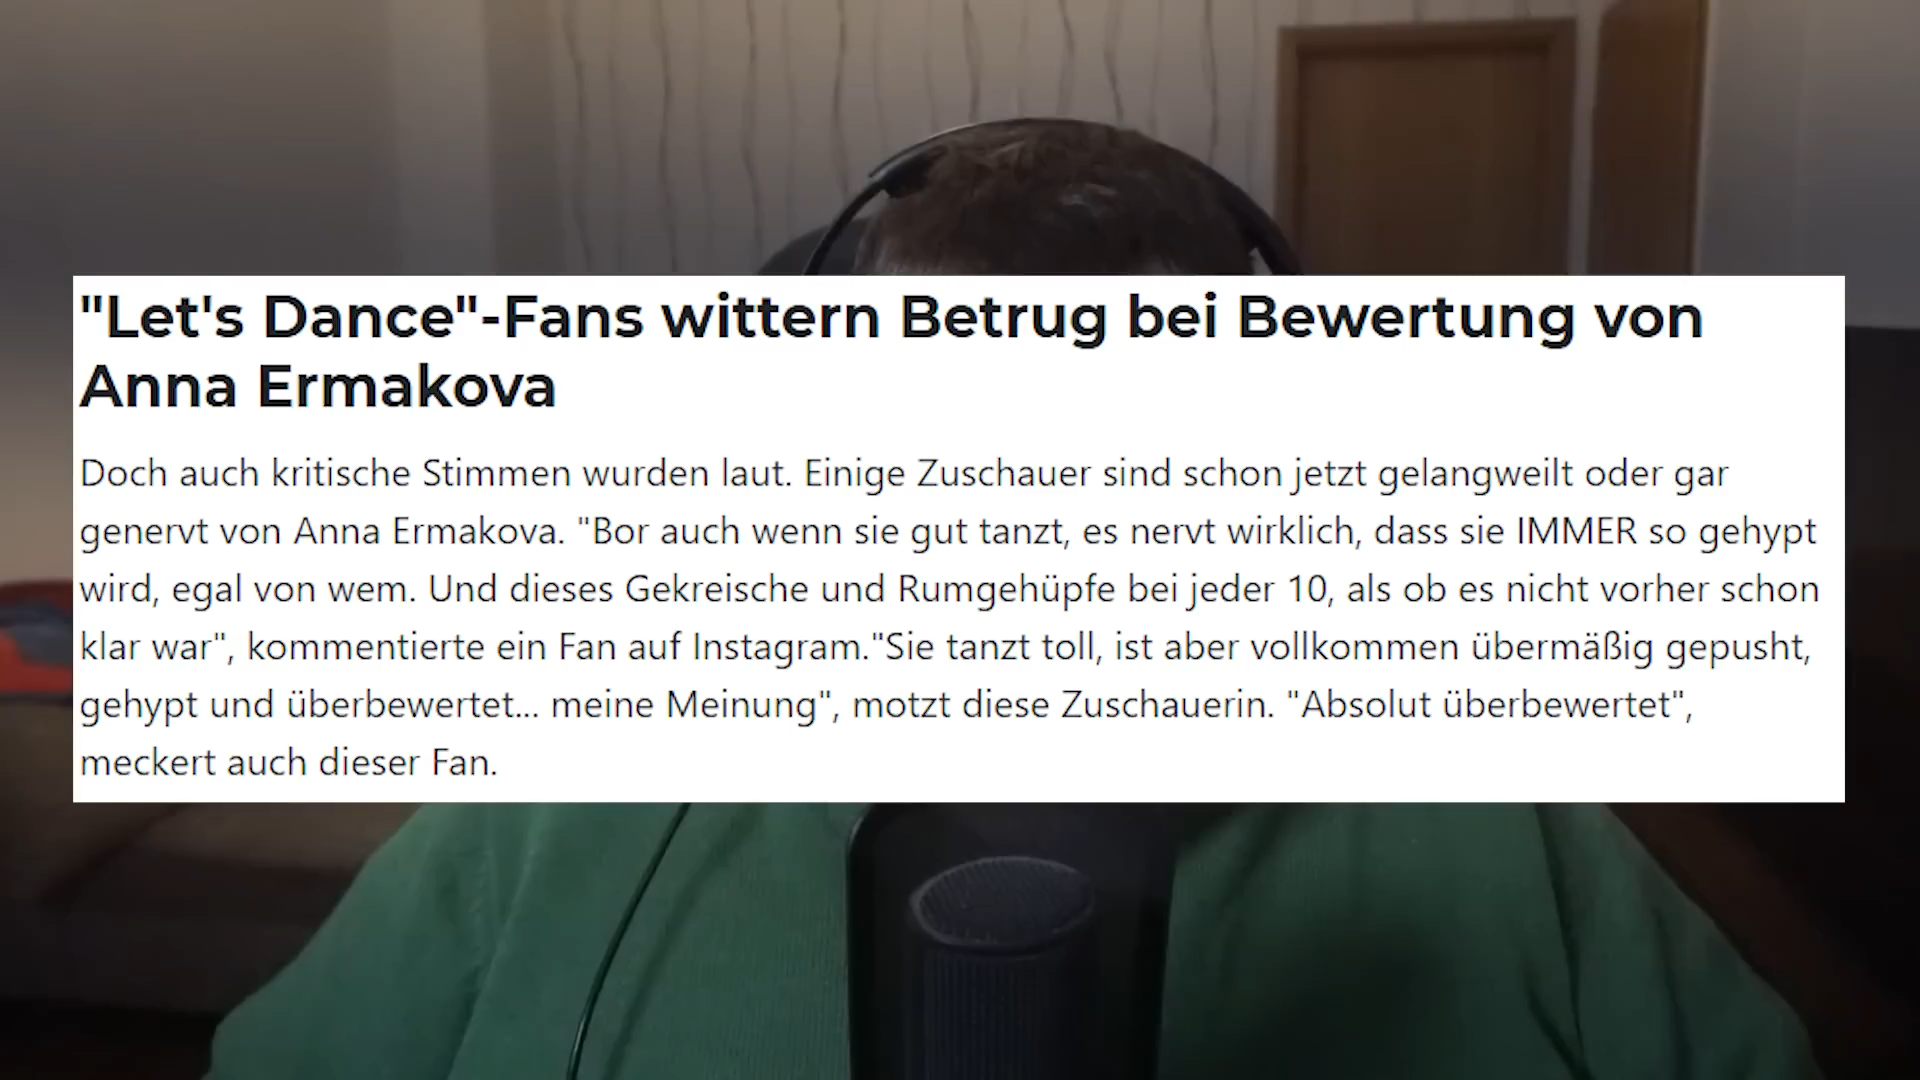 "Let's Dance"-Fans wittern Betrug bei Bewertung von
Anna Ermakova
Doch auch kritische Stimmen wurden laut. Einige Zuschauer sind schon jetzt gelangweilt oder gar
genervt von Anna Ermakova. "Bor auch wenn sie gut tanzt, es nervt wirklich, dass sie IMMER so gehypt
wird, egal von wem. Und dieses Gekreische und Rumgehüpfe bei jeder 10, als ob es nicht vorher schon
klar war", kommentierte ein Fan auf Instagram."Sie tanzt toll, ist aber vollkommen übermäßig gepusht,
gehypt und überbewertet... meine Meinung", motzt diese Zuschauerin. "Absolut überbewertet",
meckert auch dieser Fan.